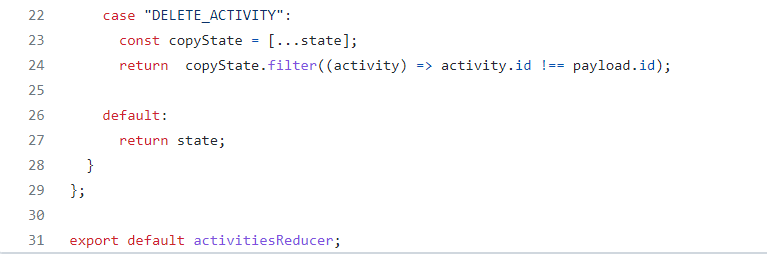 22 case "DELETE_ACTIVITY":
23 const copyState = [...state];
24 return  copyState.filter((activity) => activity.id !== payload.id);
25
26 default:
27 return state;
28 }
29 };
30
31 export default activitiesReducer;